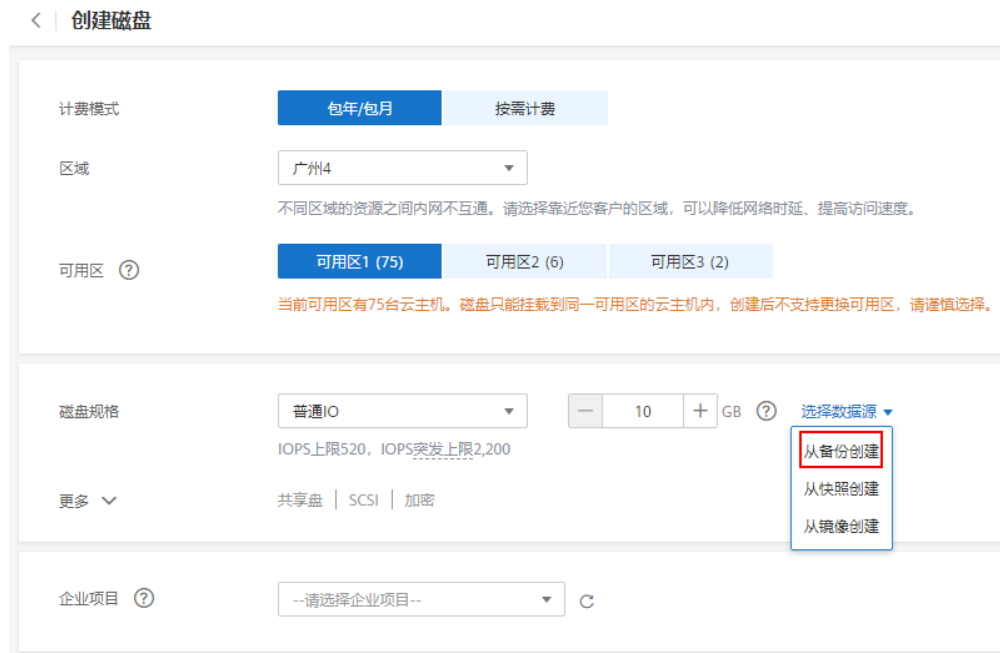 创建磁盘
计费模式 包年/包月 按需计费
区域 广州4
不同区域的资源之间内网不互通。请选择靠近您客户的区域，可以降低网络时延、提高访问速度。
可用区 ? 可用区1 (75) 可用区2 (6) 可用区3 (2)
当前可用区有75台云主机。磁盘只能挂载到同一可用区的云主机内，创建后不支持更换可用区，请谨慎选择。
磁盘规格 普通IO — 10 + GB ? 选择数据源
IOPS上限520，IOPS突发上限2,200
从备份创建
从快照创建
从镜像创建
更多 共享盘 SCSI 加密
企业项目 ? --请选择企业项目--